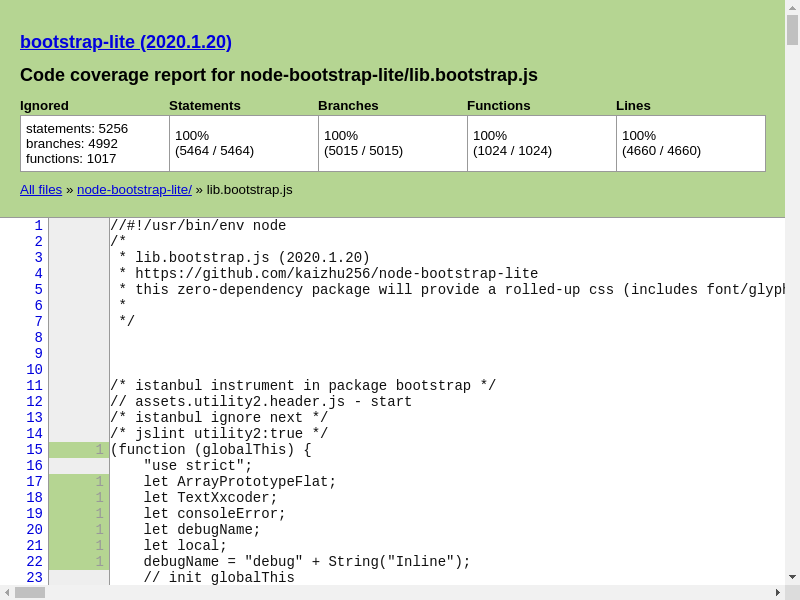 bootstrap-lite (2020.1.20)
Code coverage report for node-bootstrap-lite/lib.bootstrap.js
Ignored Statements Branches Functions Lines
statements: 5256
branches: 4992
functions: 1017
100%
(5464 / 5464)
100%
(5015 / 5015)
100%
(1024 / 1024)
100%
(4660 / 4660)
All files » node-bootstrap-lite/ » lib.bootstrap.js
1 //#!/usr/bin/env node
2 /*
3 * lib.bootstrap.js (2020.1.20)
4 * https://github.com/kaizhu256/node-bootstrap-lite
5 * this zero-dependency package will provide a rolled-up css (includes font/glyph
6 *
7 */
8
9
10
11 /* istanbul instrument in package bootstrap */
12 // assets.utility2.header.js - start
13 /* istanbul ignore next */
14 /* jslint utility2:true */
15 1 (function (globalThis) {
16 "use strict";
17 1 let ArrayPrototypeFlat;
18 1 let TextXxcoder;
19 1 let consoleError;
20 1 let debugName;
21 1 let local;
22 1 debugName = "debug" + String("Inline");
23 // init globalThis